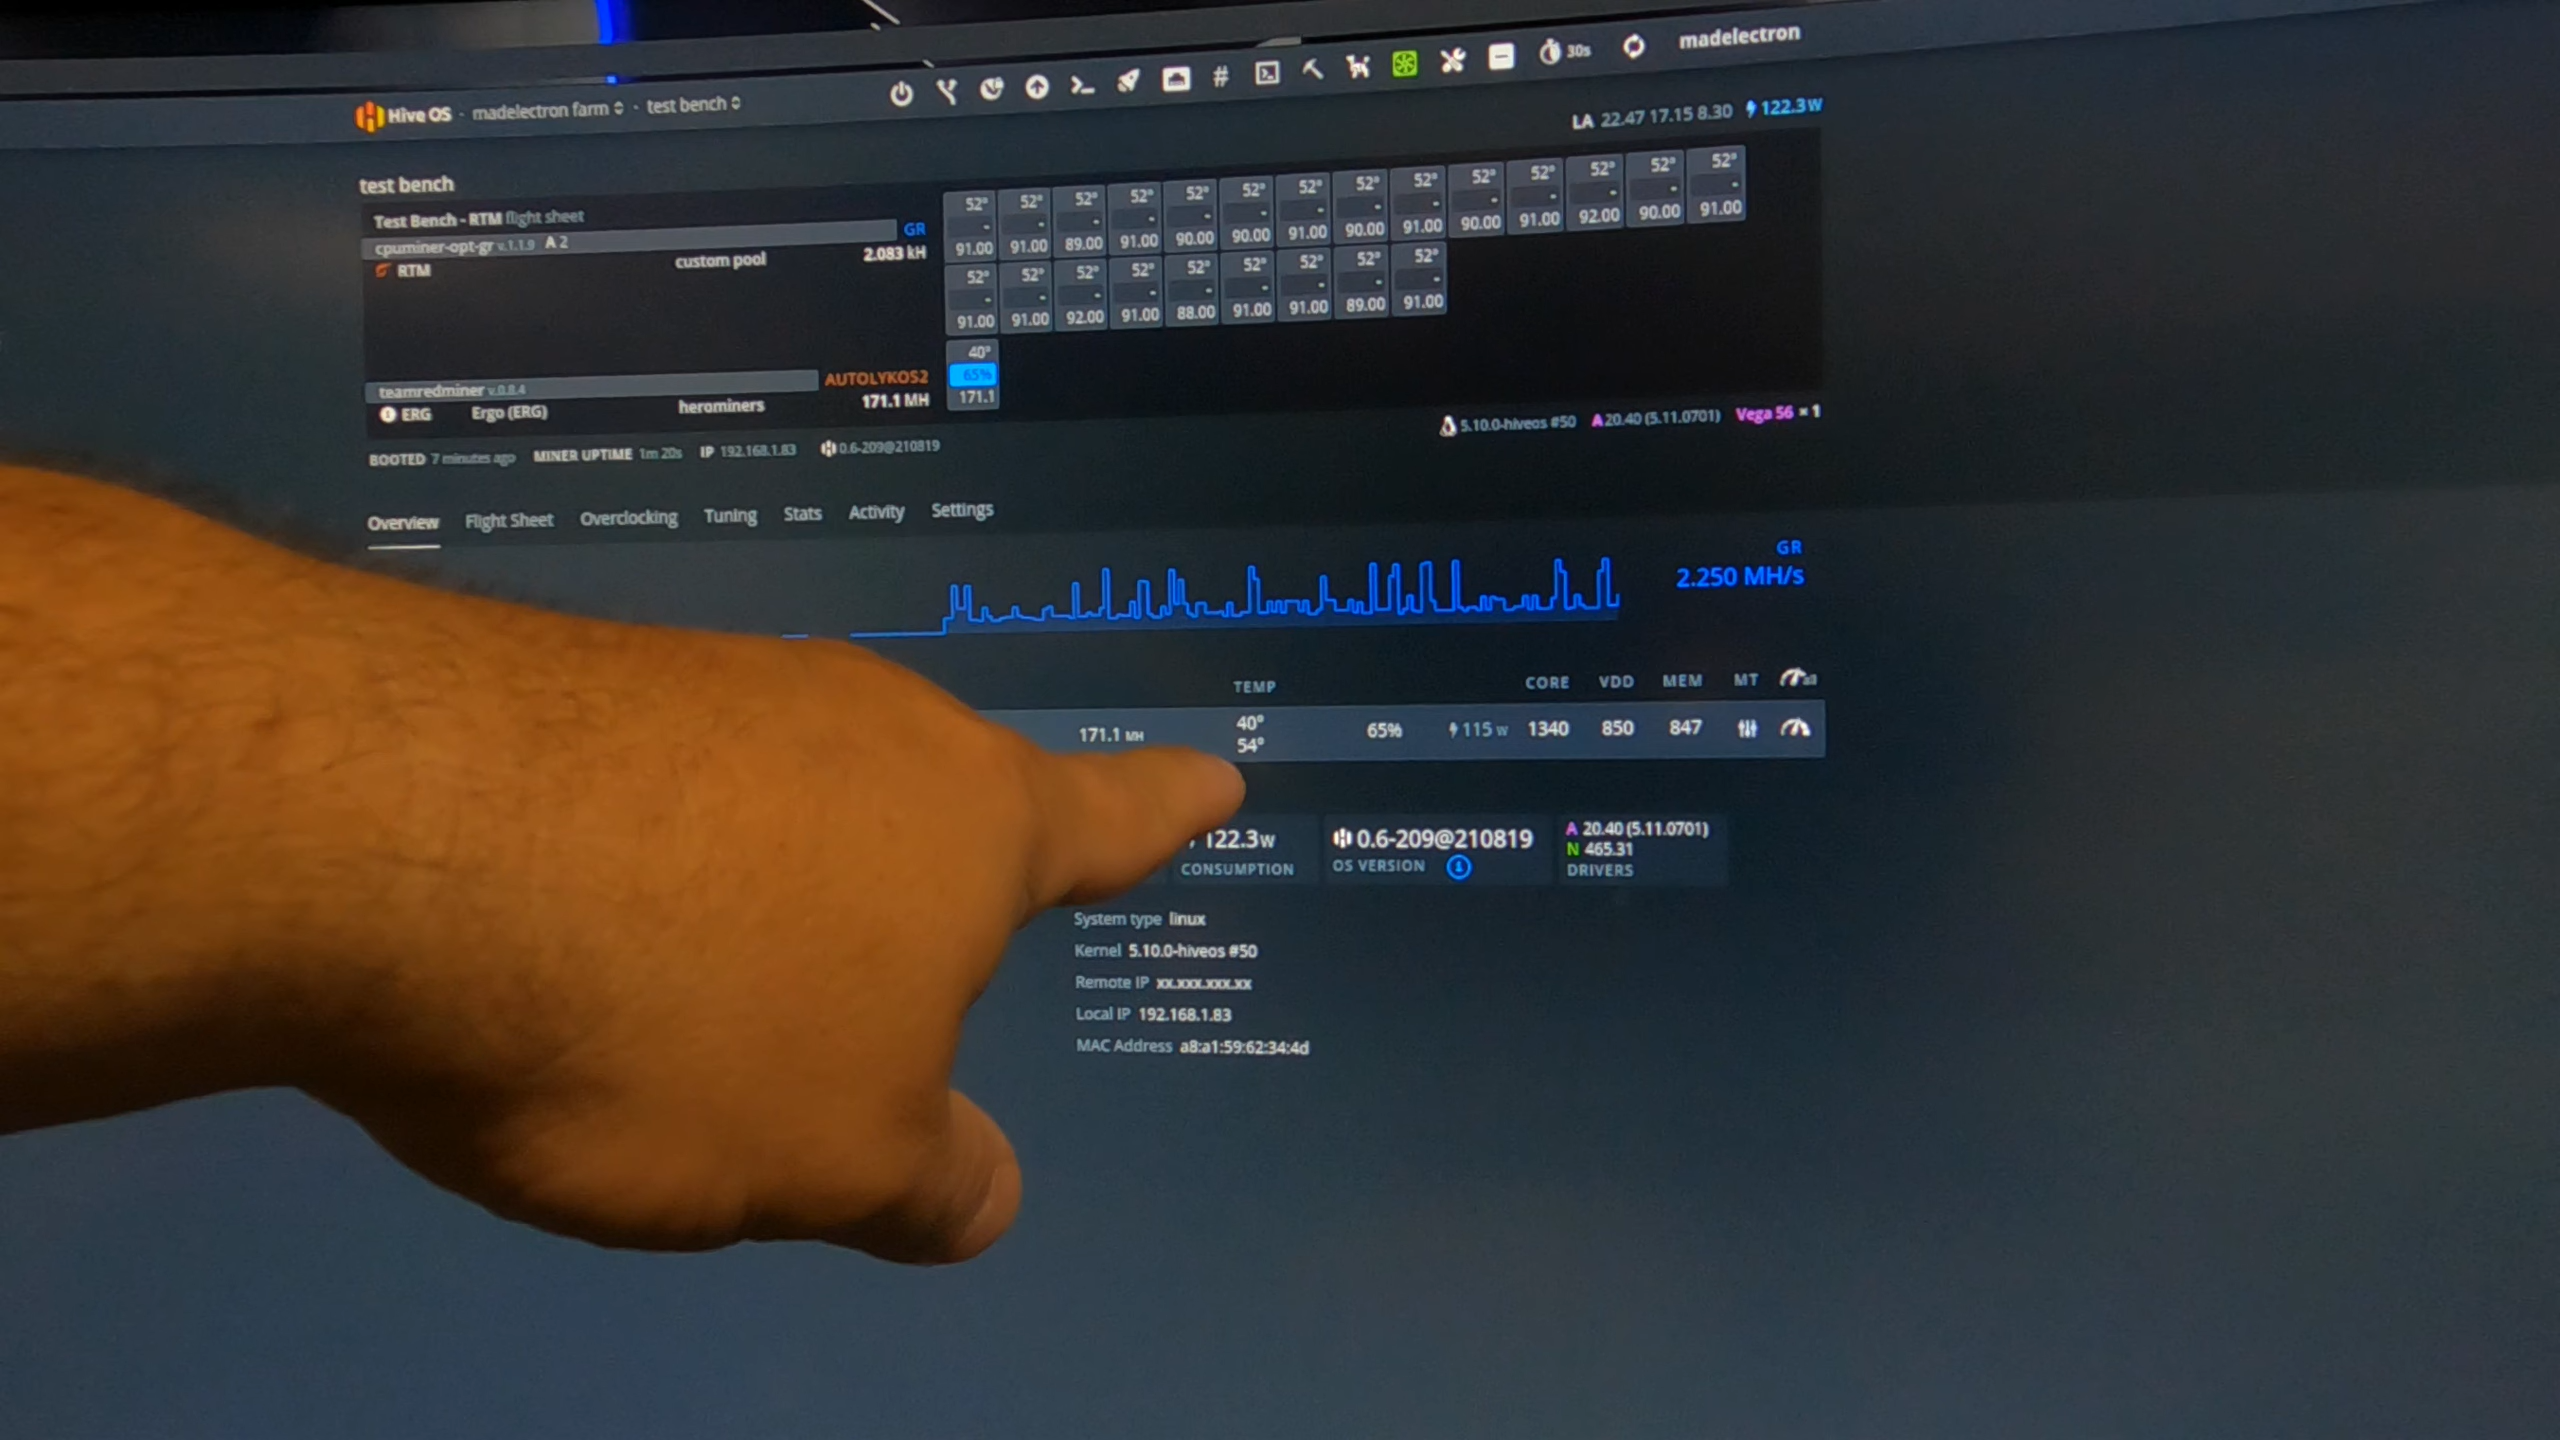 madelectron
30s
Hive OS · madelectron farm · test bench
LA 22.47 17.15 8.30 122.3 W
test bench
Test Bench - RTM flight sheet
cpuminer-opt-gr v.1.1.9 A 2 GR
RTM custom pool 2.083 kH
52° 52° 52° 52° 52° 52° 52° 52° 52° 52° 52° 52° 52° 52°
- - - - - - - - - - - - - -
91.00 91.00 89.00 91.00 90.00 90.00 91.00 90.00 91.00 90.00 91.00 92.00 90.00 91.00
52° 52° 52° 52° 52° 52° 52° 52° 52°
- - - - - - - - -
91.00 91.00 92.00 91.00 88.00 91.00 91.00 89.00 91.00
teamredminer v.0.8.4 AUTOLYKOS2
ERG Ergo (ERG) herominers 171.1 MH
40°
65%
171.1
5.10.0-hiveos #50 A 20.40 (5.11.0701) Vega 56 × 1
BOOTED 7 minutes ago MINER UPTIME 1m 20s IP 192.168.1.83 0.6-209@210819
Overview Flight Sheet Overclocking Tuning Stats Activity Settings
GR
2.250 MH/s
TEMP CORE VDD MEM MT
171.1 MH 40° 65% 115 W 1340 850 847
54°
122.3 W
CONSUMPTION
0.6-209@210819
OS VERSION
A 20.40 (5.11.0701)
N 465.31
DRIVERS
System type linux
Kernel 5.10.0-hiveos #50
Remote IP xx.xxx.xxx.xx
Local IP 192.168.1.83
MAC Address a8:a1:59:62:34:4d